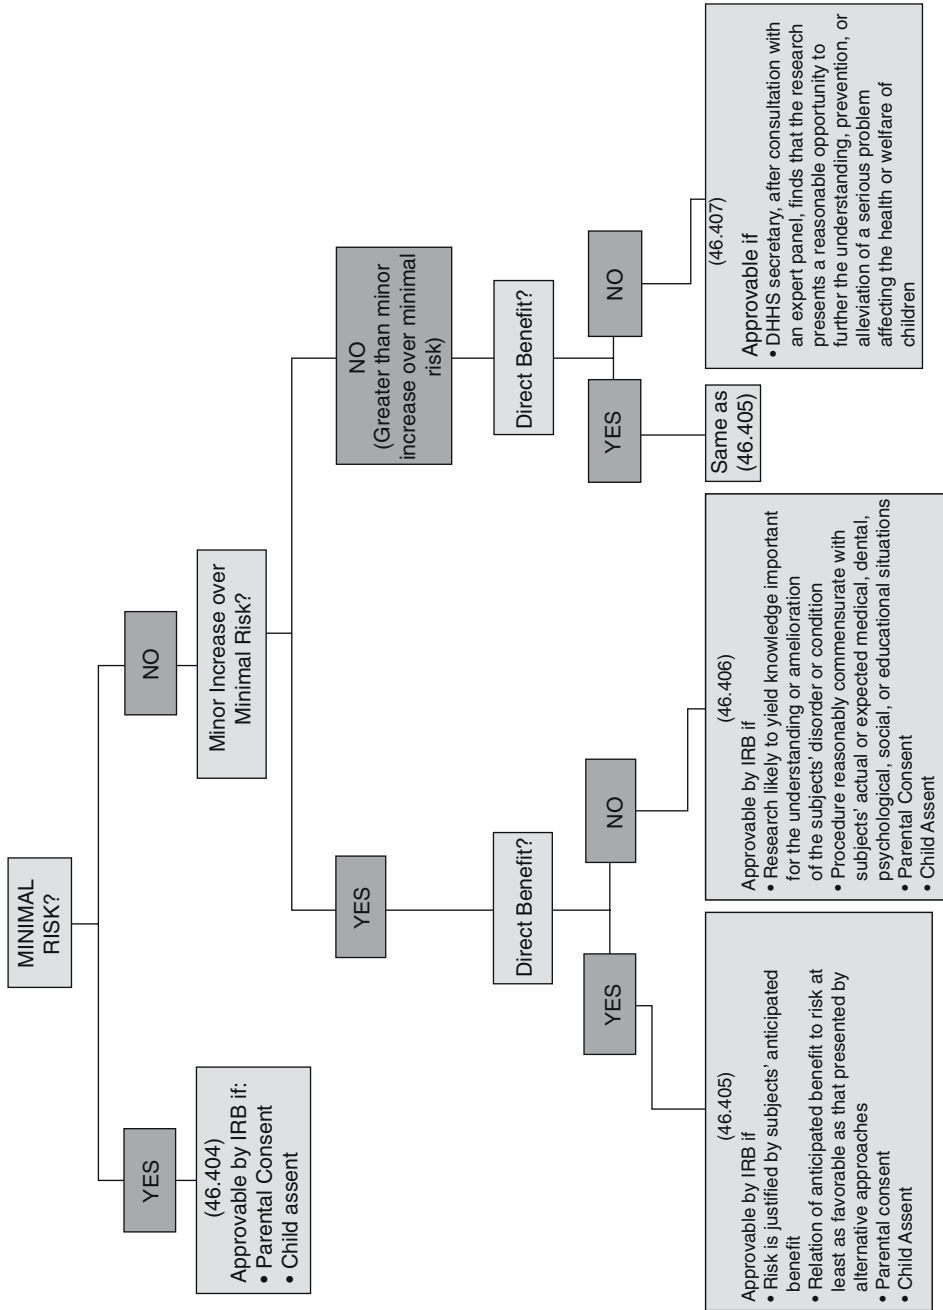 MINIMAL
RISK?
YES
(46.404)
Approvable by IRB if:
• Parental Consent
• Child assent
NO
Minor Increase over
Minimal Risk?
YES
Direct Benefit?
YES
(46.405)
Approvable by IRB if
• Risk is justified by subjects’ anticipated
benefit
• Relation of anticipated benefit to risk at
least as favorable as that presented by
alternative approaches
• Parental consent
• Child Assent
NO
(46.406)
Approvable by IRB if
• Research likely to yield knowledge important
for the understanding or amelioration
of the subjects’ disorder or condition
• Procedure reasonably commensurate with
subjects’ actual or expected medical, dental,
psychological, social, or educational situations
• Parental Consent
• Child Assent
NO
(Greater than minor
increase over minimal
risk)
Direct Benefit?
YES
Same as
(46.405)
NO
(46.407)
Approvable if
• DHHS secretary, after consultation with
an expert panel, finds that the research
presents a reasonable opportunity to
further the understanding, prevention, or
alleviation of a serious problem
affecting the health or welfare of
children